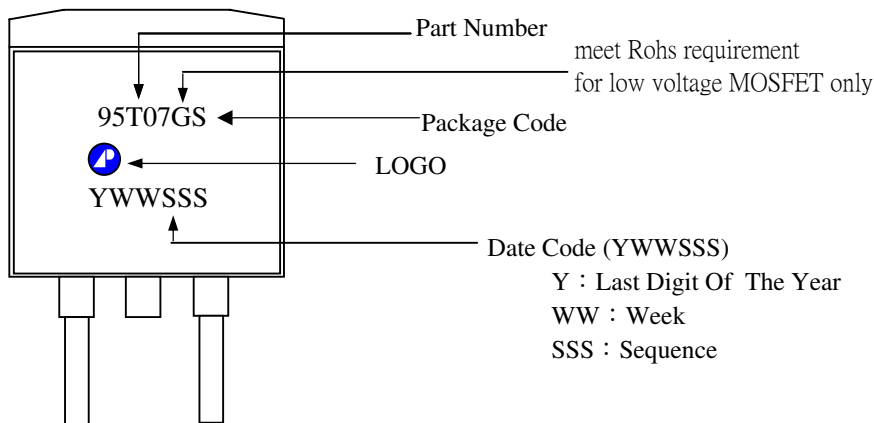 Part Number
meet Rohs requirement
for low voltage MOSFET only
95T07GS
Package Code
LOGO
YWWSSS
Date Code (YWWSSS)
Y：Last Digit Of The Year
WW：Week
SSS：Sequence